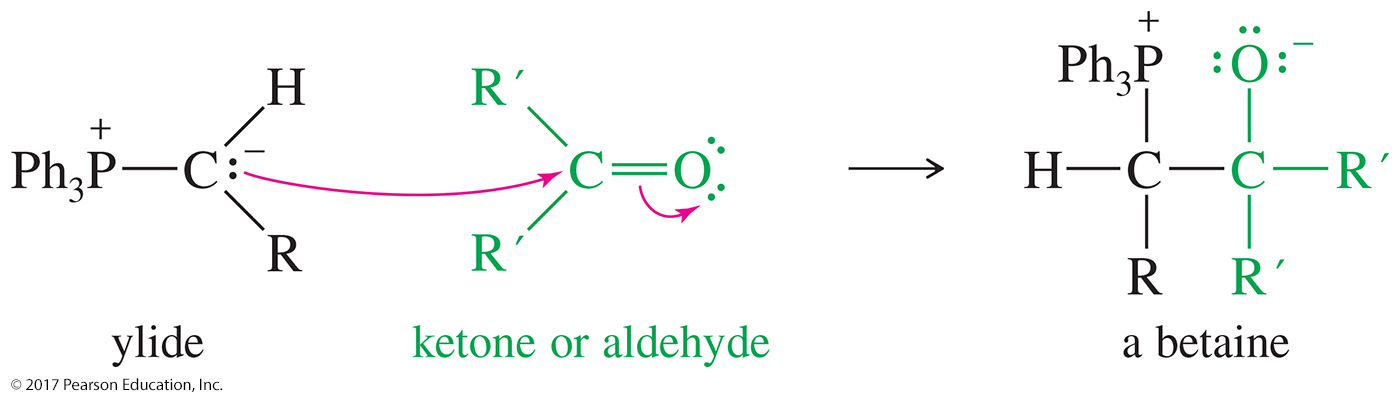 H R′ + Ph₃P :Ö:⁻
+ Ph₃P—C:⁻ C=O: ⟶ H—C—C—R′
R R′ R R′
ylide ketone or aldehyde a betaine
© 2017 Pearson Education, Inc.